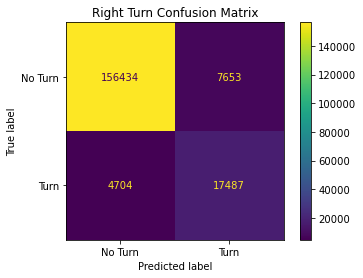 Right Turn Confusion Matrix
True label
No Turn
156434 7653
Turn
4704 17487
No Turn Turn
Predicted label
140000
120000
100000
80000
60000
40000
20000